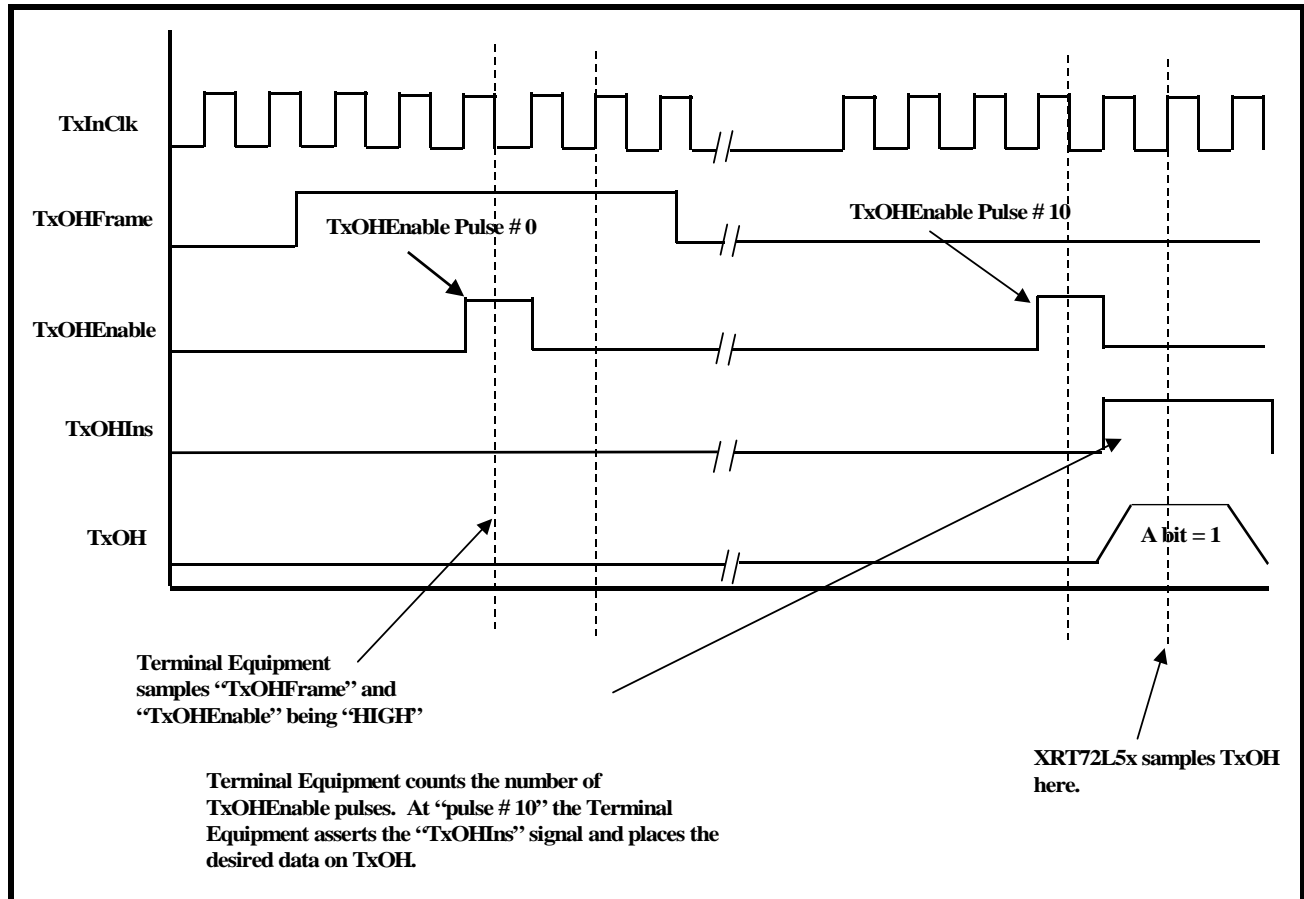 TxInClk
TxOHFrame
TxOHEnable Pulse # 0
TxOHEnable Pulse # 10
TxOHEnable
TxOHIns
TxOH
A bit = 1
Terminal Equipment
samples “TxOHFrame” and
“TxOHEnable” being “HIGH”
XRT72L5x samples TxOH
here.
Terminal Equipment counts the number of
TxOHEnable pulses. At “pulse # 10” the Terminal
Equipment asserts the “TxOHIns” signal and places the
desired data on TxOH.